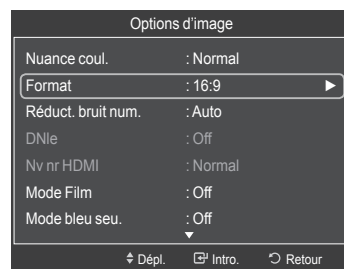 Options d'image
Nuance coul. : Normal
Format : 16:9
Réduct. bruit num. : Auto
DNIe : Off
Nv nr HDMI : Normal
Mode Film : Off
Mode bleu seu. : Off
Dépl. Intro. Retour